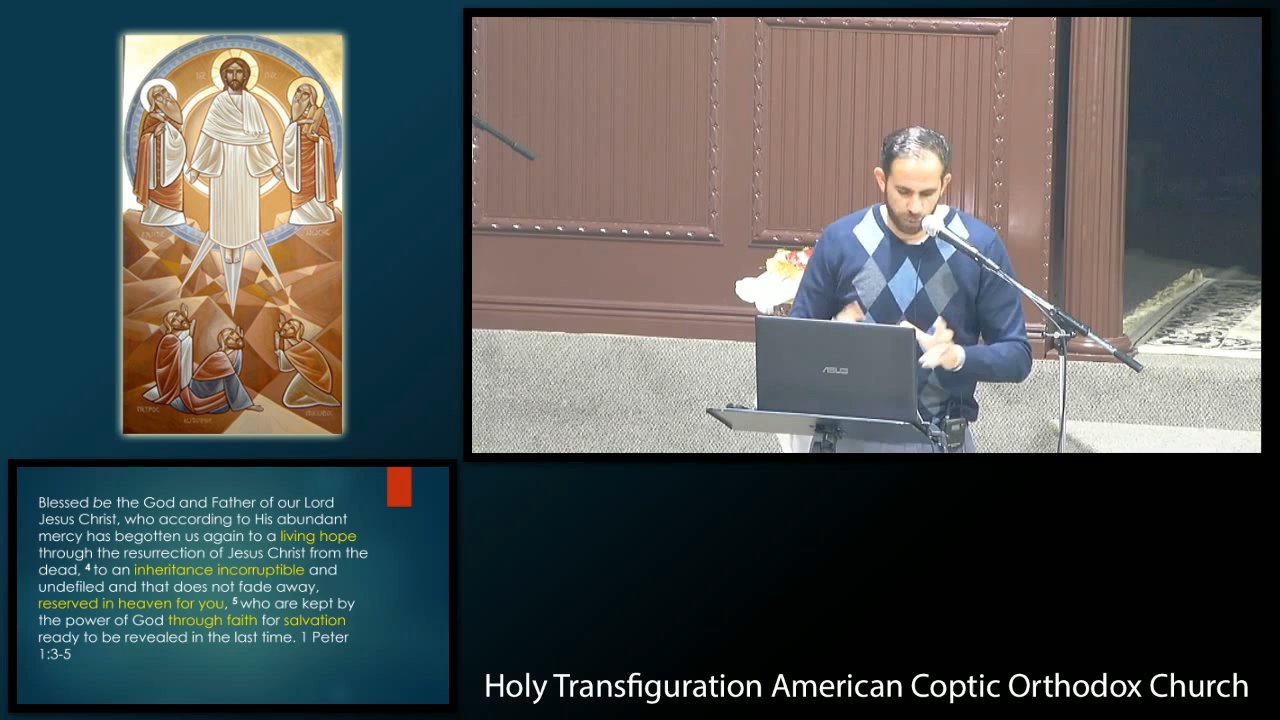 Blessed be the God and Father of our Lord
Jesus Christ, who according to His abundant
mercy has begotten us again to a living hope
through the resurrection of Jesus Christ from the
dead, 4 to an inheritance incorruptible and
undefiled and that does not fade away,
reserved in heaven for you, 5 who are kept by
the power of God through faith for salvation
ready to be revealed in the last time. 1 Peter
1:3-5
ASUS
Holy Transfiguration American Coptic Orthodox Church